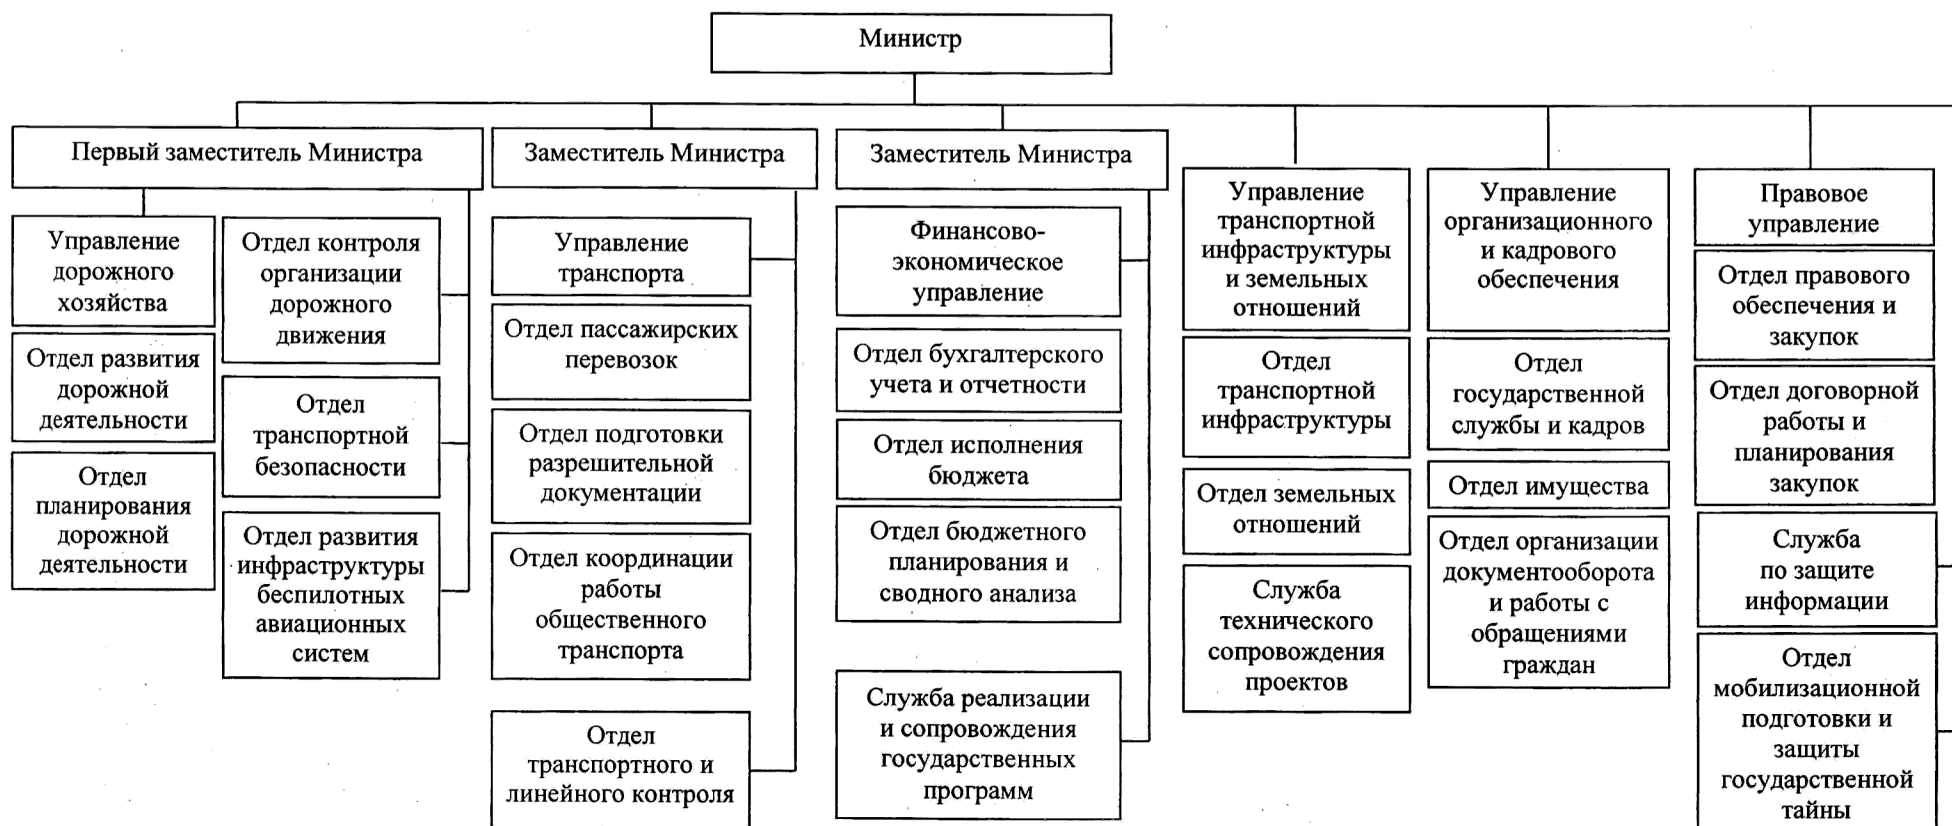 Министр
Первый заместитель Министра
Управление
дорожного
хозяйства
Отдел развития
дорожной
деятельности
Отдел
планирования
дорожной
деятельности
Отдел контроля
организации
дорожного
движения
Отдел
транспортной
безопасности
Отдел развития
инфраструктуры
беспилотных
авиационных
систем
Заместитель Министра
Управление
транспорта
Отдел пассажирских
перевозок
Отдел подготовки
разрешительной
документации
Отдел координации
работы
общественного
транспорта
Отдел
транспортного и
линейного контроля
Заместитель Министра
Финансово-
экономическое
управление
Отдел бухгалтерского
учета и отчетности
Отдел исполнения
бюджета
Отдел бюджетного
планирования и
сводного анализа
Служба реализации
и сопровождения
государственных
программ
Управление
транспортной
инфраструктуры
и земельных
отношений
Отдел
транспортной
инфраструктуры
Отдел земельных
отношений
Служба
технического
сопровождения
проектов
Управление
организационного
и кадрового
обеспечения
Отдел
государственной
службы и кадров
Отдел имущества
Отдел организации
документооборота
и работы с
обращениями
граждан
Правовое
управление
Отдел правового
обеспечения и
закупок
Отдел договорной
работы и
планирования
закупок
Служба
по защите
информации
Отдел
мобилизационной
подготовки и
защиты
государственной
тайны